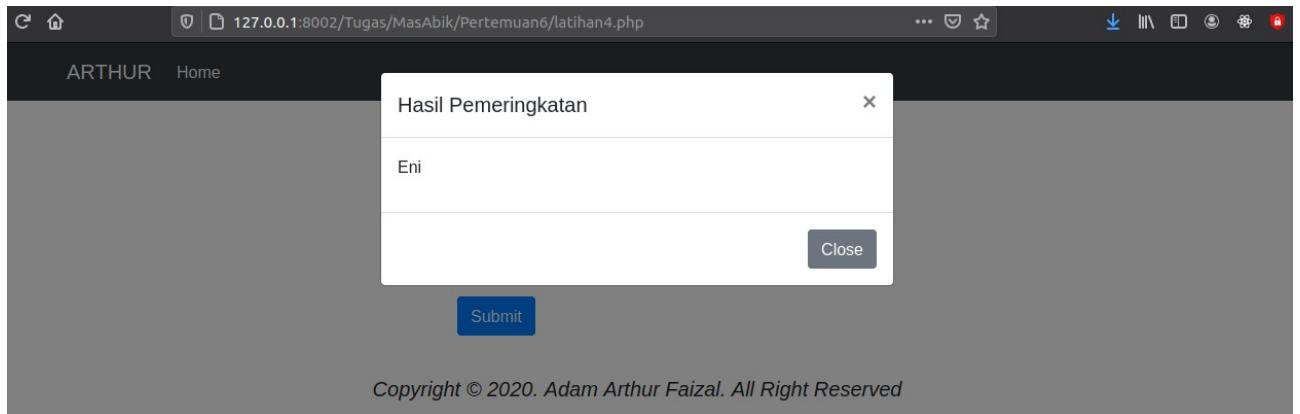 127.0.0.1:8002/Tugas/MasAbik/Pertemuan6/latihan4.php
ARTHUR Home
Hasil Pemeringkatan ×
Eni
Close
Submit
Copyright © 2020. Adam Arthur Faizal. All Right Reserved